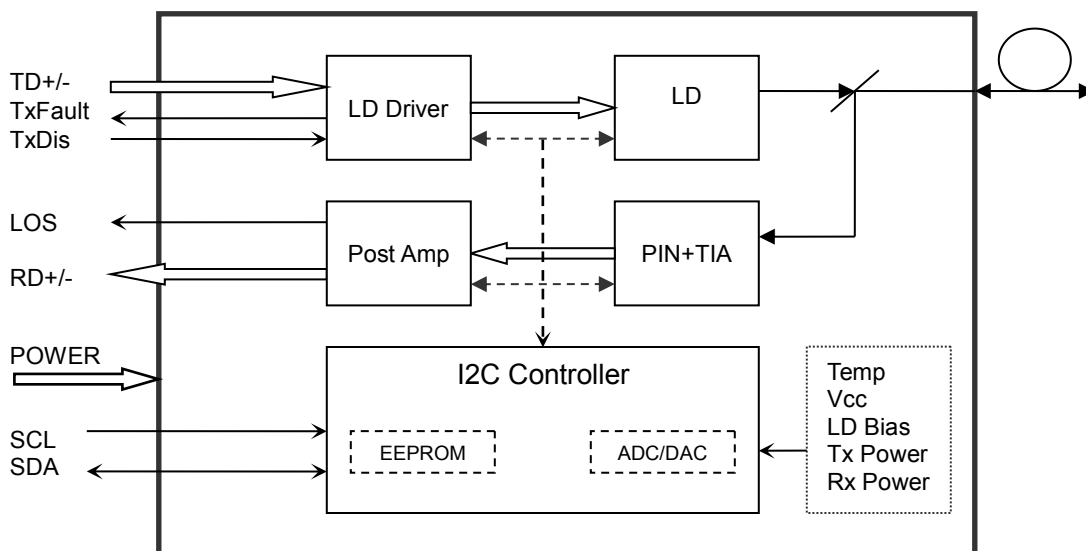 TD+/-
TxFault
TxDis
LD Driver
LD
LOS
RD+/-
Post Amp
PIN+TIA
POWER
SCL
SDA
I2C Controller
EEPROM
ADC/DAC
Temp
Vcc
LD Bias
Tx Power
Rx Power